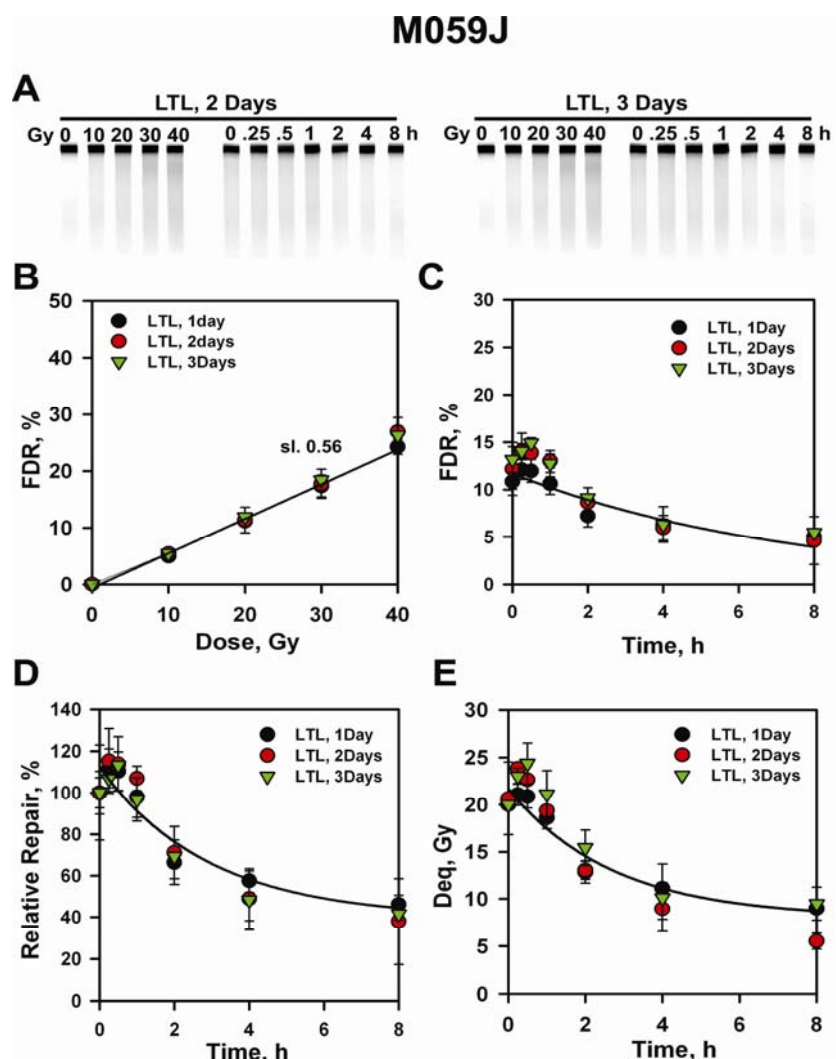 M059J
A
LTL, 2 Days
LTL, 3 Days
Gy 0 10 20 30 40 0 .25 .5 1 2 4 8 h
Gy 0 10 20 30 40 0 .25 .5 1 2 4 8 h
B
50
40
30
20
10
0
FDR, %
LTL, 1day
LTL, 2days
LTL, 3Days
sl. 0.56
0 10 20 30 40
Dose, Gy
C
30
25
20
15
10
5
0
FDR, %
LTL, 1Day
LTL, 2Days
LTL, 3Days
0 2 4 6 8
Time, h
D
140
120
100
80
60
40
20
0
Relative Repair, %
LTL, 1Day
LTL, 2Days
LTL, 3Days
0 2 4 6 8
Time, h
E
30
25
20
15
10
5
0
Deq, Gy
LTL, 1Day
LTL, 2Days
LTL, 3Days
0 2 4 6 8
Time, h